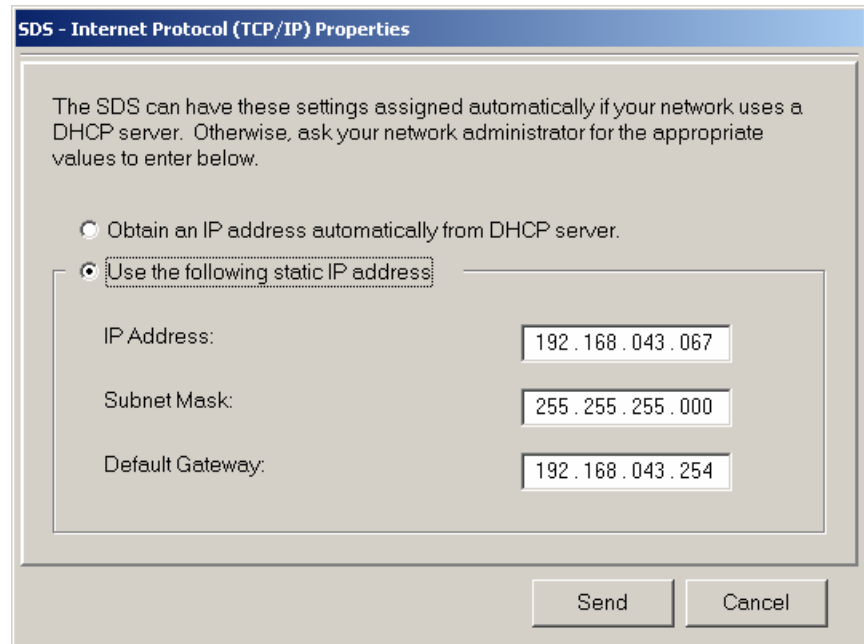 SDS - Internet Protocol (TCP/IP) Properties
The SDS can have these settings assigned automatically if your network uses a
DHCP server.  Otherwise, ask your network administrator for the appropriate
values to enter below.
Obtain an IP address automatically from DHCP server.
Use the following static IP address
IP Address: 192 . 168 . 043 . 067
Subnet Mask: 255 . 255 . 255 . 000
Default Gateway: 192 . 168 . 043 . 254
Send Cancel